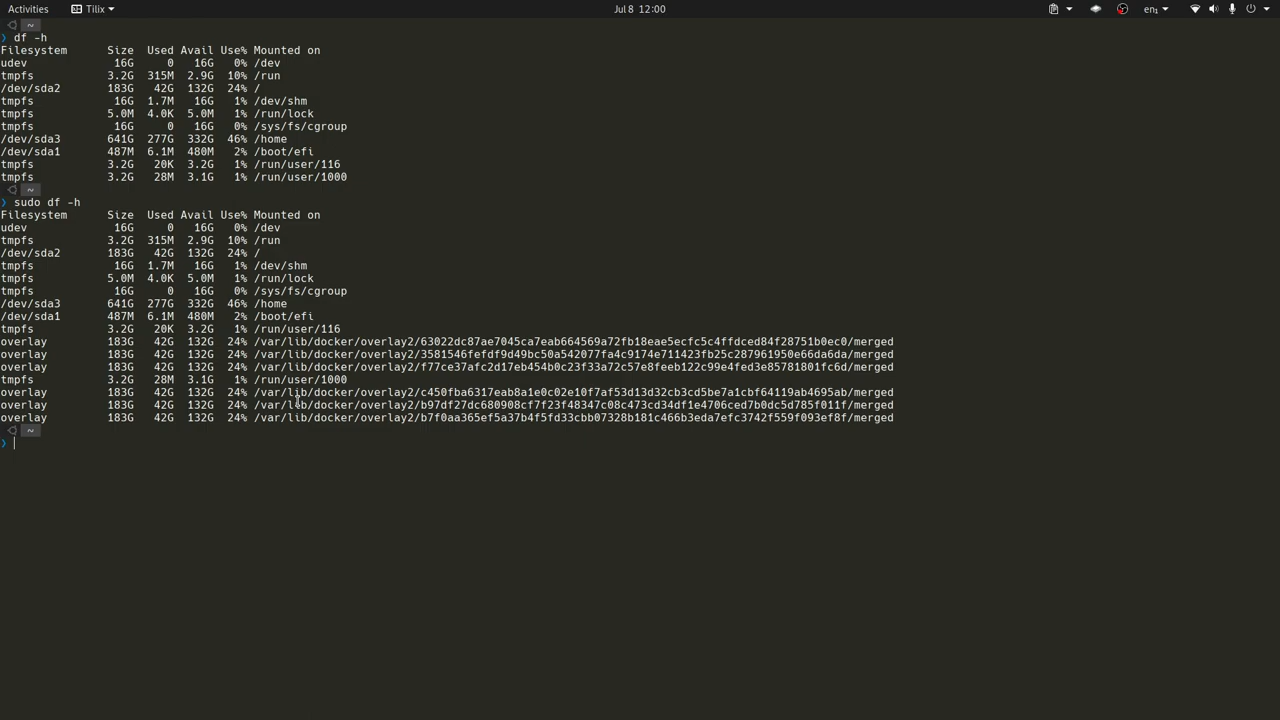 Activities Tilix Jul 8 12:00 en₁
~
❯ df -h
Filesystem Size Used Avail Use% Mounted on
udev 16G 0 16G 0% /dev
tmpfs 3.2G 315M 2.9G 10% /run
/dev/sda2 183G 42G 132G 24% /
tmpfs 16G 1.7M 16G 1% /dev/shm
tmpfs 5.0M 4.0K 5.0M 1% /run/lock
tmpfs 16G 0 16G 0% /sys/fs/cgroup
/dev/sda3 641G 277G 332G 46% /home
/dev/sda1 487M 6.1M 480M 2% /boot/efi
tmpfs 3.2G 20K 3.2G 1% /run/user/116
tmpfs 3.2G 28M 3.1G 1% /run/user/1000
~
❯ sudo df -h
Filesystem Size Used Avail Use% Mounted on
udev 16G 0 16G 0% /dev
tmpfs 3.2G 315M 2.9G 10% /run
/dev/sda2 183G 42G 132G 24% /
tmpfs 16G 1.7M 16G 1% /dev/shm
tmpfs 5.0M 4.0K 5.0M 1% /run/lock
tmpfs 16G 0 16G 0% /sys/fs/cgroup
/dev/sda3 641G 277G 332G 46% /home
/dev/sda1 487M 6.1M 480M 2% /boot/efi
tmpfs 3.2G 20K 3.2G 1% /run/user/116
overlay 183G 42G 132G 24% /var/lib/docker/overlay2/63022dc87ae7045ca7eab664569a72fb18eae5ecfc5c4ffdced84f28751b0ec0/merged
overlay 183G 42G 132G 24% /var/lib/docker/overlay2/3581546fefdf9d49bc50a542077fa4c9174e711423fb25c287961950e66da6da/merged
overlay 183G 42G 132G 24% /var/lib/docker/overlay2/f77ce37afc2d17eb454b0c23f33a72c57e8feeb122c99e4fed3e85781801fc6d/merged
tmpfs 3.2G 28M 3.1G 1% /run/user/1000
overlay 183G 42G 132G 24% /var/lib/docker/overlay2/c450fba6317eab8a1e0c02e10f7af53d13d32cb3cd5be7a1cbf64119ab4695ab/merged
overlay 183G 42G 132G 24% /var/lib/docker/overlay2/b97df27dc680908cf7f23f48347c08c473cd34df1e4706ced7b0dc5d785f011f/merged
overlay 183G 42G 132G 24% /var/lib/docker/overlay2/b7f0aa365ef5a37b4f5fd33cbb07328b181c466b3eda7efc3742f559f093ef8f/merged
~
❯